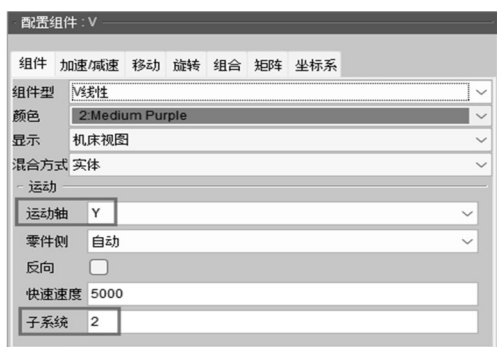 配置组件:V
组件 加速/减速 移动 旋转 组合 矩阵 坐标系
组件型 V线性
颜色 2:Medium Purple
显示 机床视图
混合方式 实体
运动
运动轴 Y
零件侧 自动
反向
快速速度 5000
子系统 2